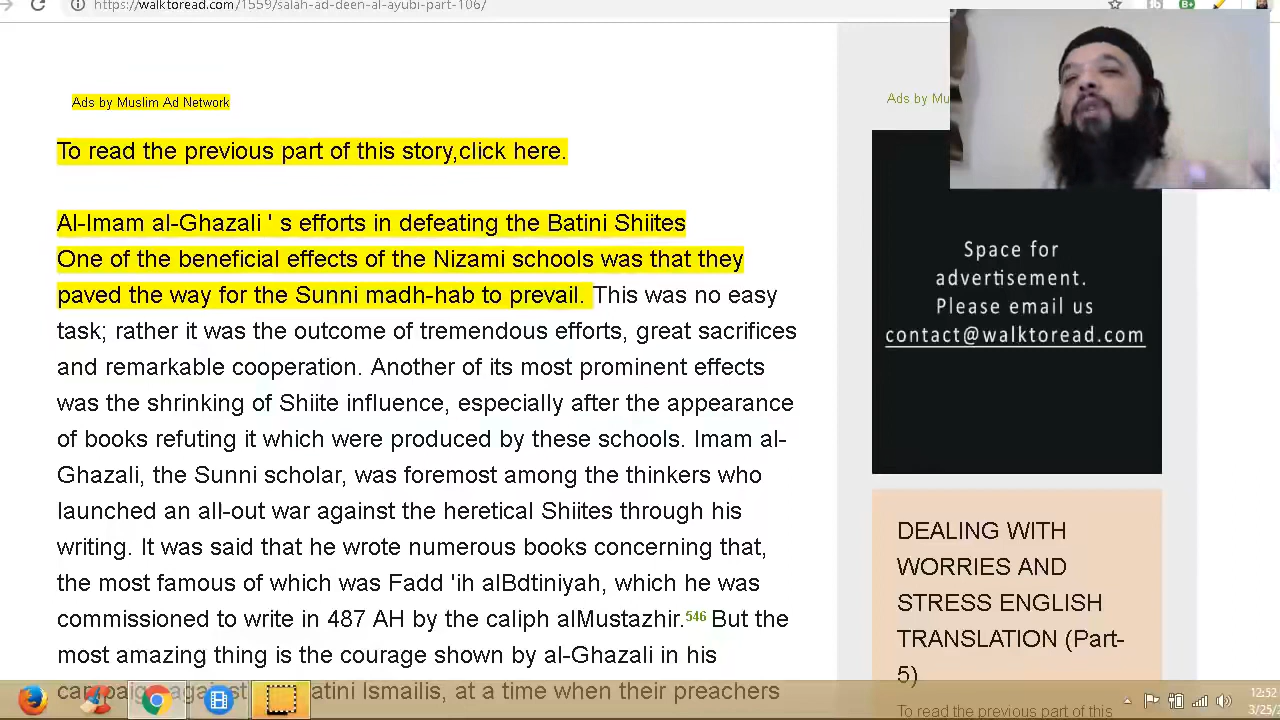 https://walktoread.com/1559/salah-ad-deen-al-ayubi-part-106/
Ads by Muslim Ad Network
To read the previous part of this story,click here.
Al-Imam al-Ghazali ' s efforts in defeating the Batini Shiites
One of the beneficial effects of the Nizami schools was that they
paved the way for the Sunni madh-hab to prevail. This was no easy
task; rather it was the outcome of tremendous efforts, great sacrifices
and remarkable cooperation. Another of its most prominent effects
was the shrinking of Shiite influence, especially after the appearance
of books refuting it which were produced by these schools. Imam al-
Ghazali, the Sunni scholar, was foremost among the thinkers who
launched an all-out war against the heretical Shiites through his
writing. It was said that he wrote numerous books concerning that,
the most famous of which was Fadd 'ih alBdtiniyah, which he was
commissioned to write in 487 AH by the caliph alMustazhir.546 But the
most amazing thing is the courage shown by al-Ghazali in his
campaign against atini Ismailis, at a time when their preachers
Ads by Mu
Space for
advertisement.
Please email us
contact@walktoread.com
DEALING WITH
WORRIES AND
STRESS ENGLISH
TRANSLATION (Part-
5)
To read the previous part of this
12:52
3/25/2